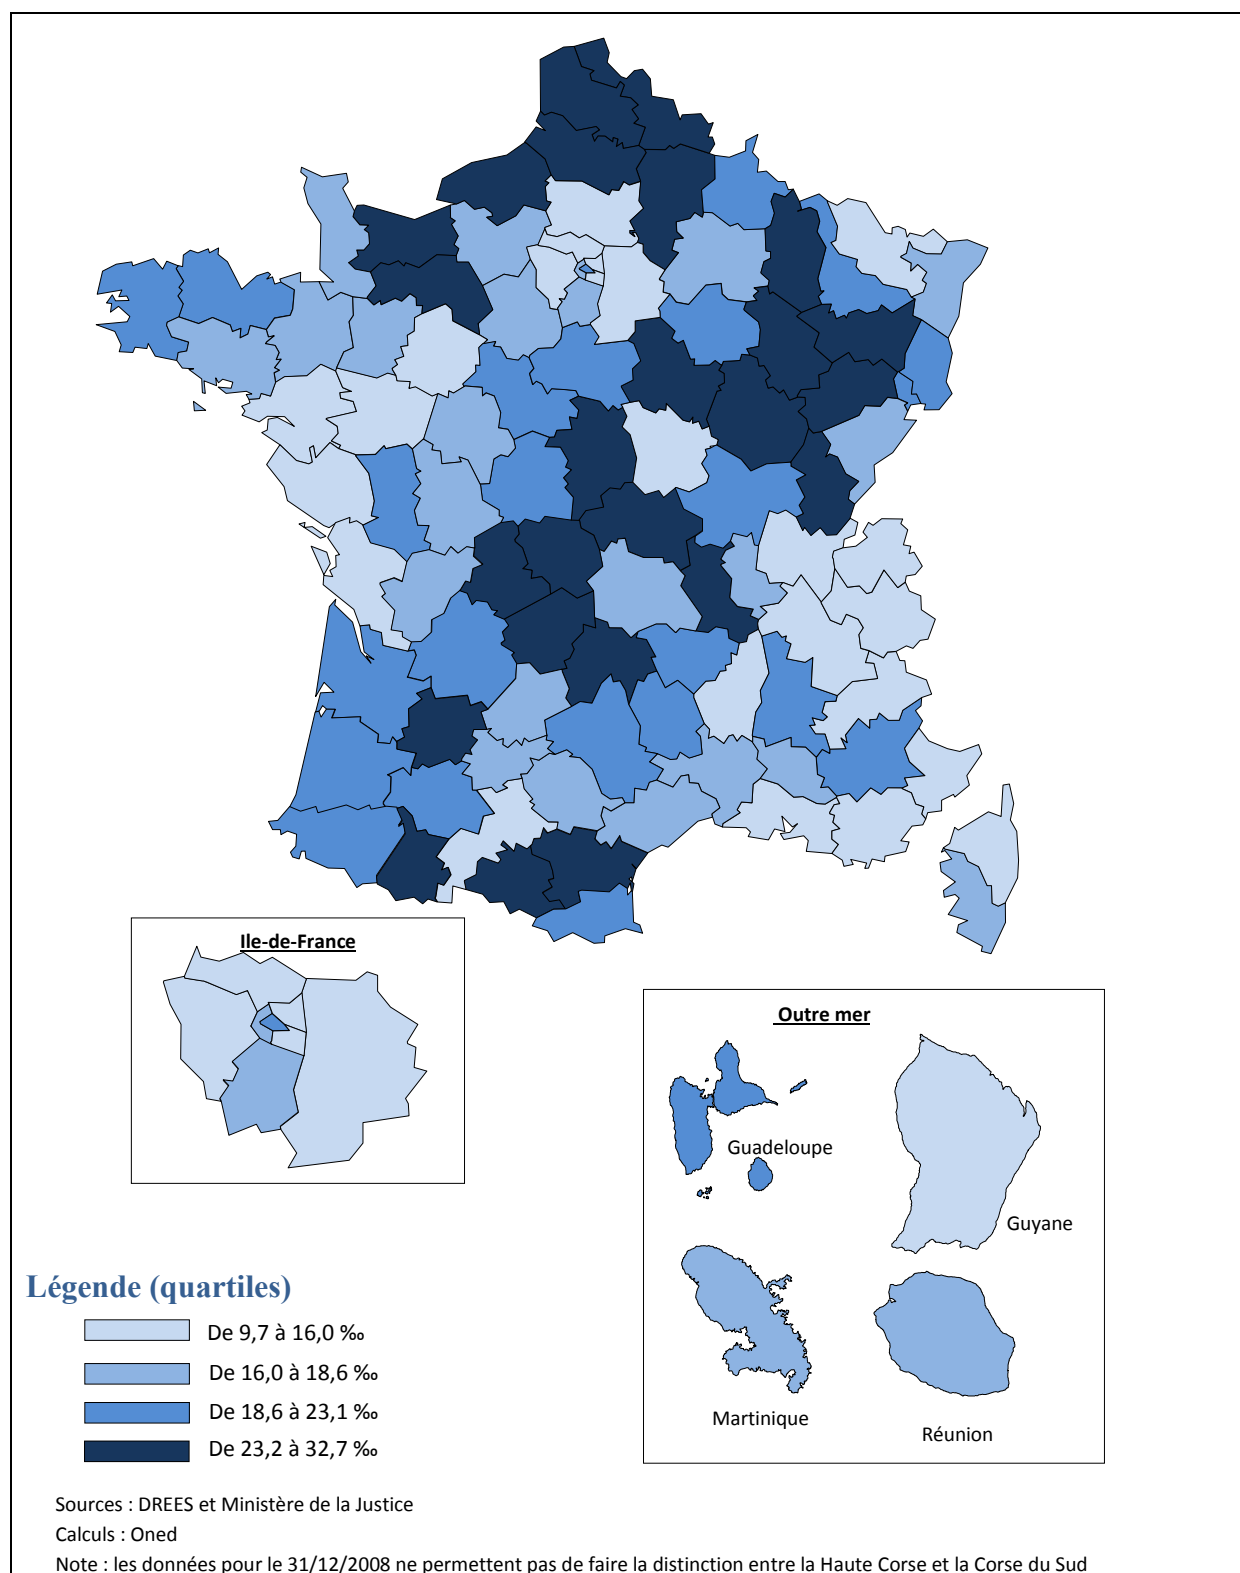 Ile-de-France
Outre mer
Guadeloupe
Guyane
Martinique
Réunion
Légende (quartiles)
De 9,7 à 16,0 ‰
De 16,0 à 18,6 ‰
De 18,6 à 23,1 ‰
De 23,2 à 32,7 ‰
Sources : DREES et Ministère de la Justice
Calculs : Oned
Note : les données pour le 31/12/2008 ne permettent pas de faire la distinction entre la Haute Corse et la Corse du Sud